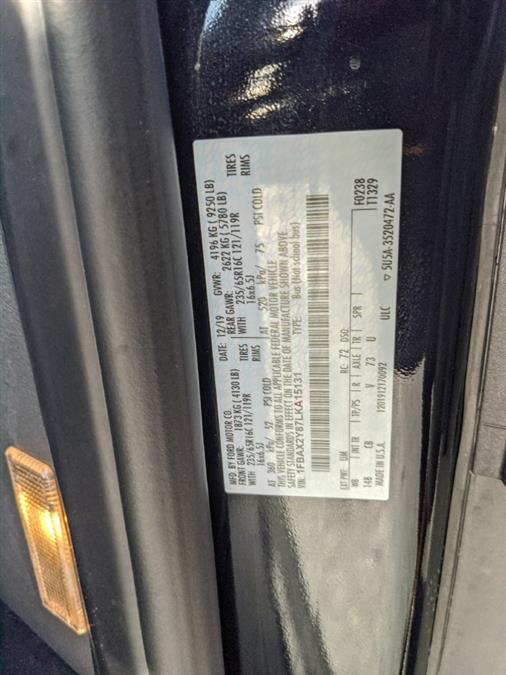 MFD. BY FORD MOTOR CO.
DATE: 12/19 GVWR: 4196 KG ( 9250 LB)
FRONT GAWR: 1873 KG ( 4130 LB) REAR GAWR: 2622 KG ( 5780 LB)
WITH 235/65R16C 121/119R TIRES WITH 235/65R16C 121/119R TIRES
16x6.5J RIMS 16x6.5J RIMS
AT 360 kPa/ 52 PSI COLD AT 520 kPa/ 75 PSI COLD
THIS VEHICLE CONFORMS TO ALL APPLICABLE FEDERAL MOTOR VEHICLE
SAFETY STANDARDS IN EFFECT ON THE DATE OF MANUFACTURE SHOWN ABOVE.
VIN: 1FBAX2Y87LKA15131 TYPE: Bus (Not school bus)
EXT PNT: UM RC: 72 DSO: F0238
WB INT TR TP/PS R AXLE TR SPR T1329
148 CB V 73 U
MADE IN U.S.A. ULC ▽ 5U5A-3520472-AA
1201912170092